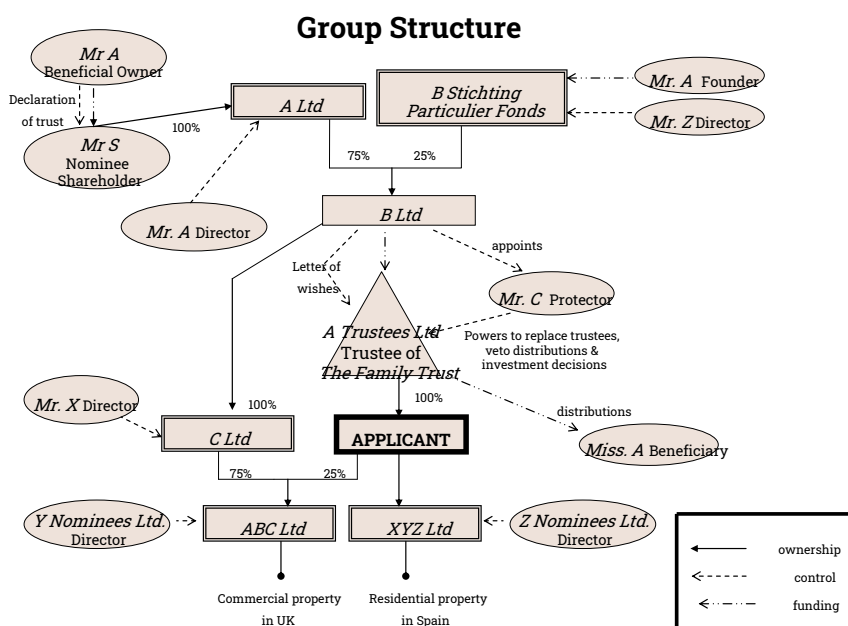 Group Structure
Mr A
Beneficial Owner
Declaration
of trust
100%
Mr S
Nominee
Shareholder
A Ltd
B Stichting
Particulier Fonds
Mr. A Founder
Mr. Z Director
Mr. A Director
75%
25%
B Ltd
Letter of
wishes
appoints
Mr. C Protector
A Trustees Ltd
Trustee of
The Family Trust
Powers to replace trustees,
veto distributions &
investment decisions
Mr. X Director
100%
100%
distributions
C Ltd
APPLICANT
Miss. A Beneficiary
75%
25%
Y Nominees Ltd.
Director
ABC Ltd
XYZ Ltd
Z Nominees Ltd.
Director
Commercial property
in UK
Residential property
in Spain
ownership
control
funding